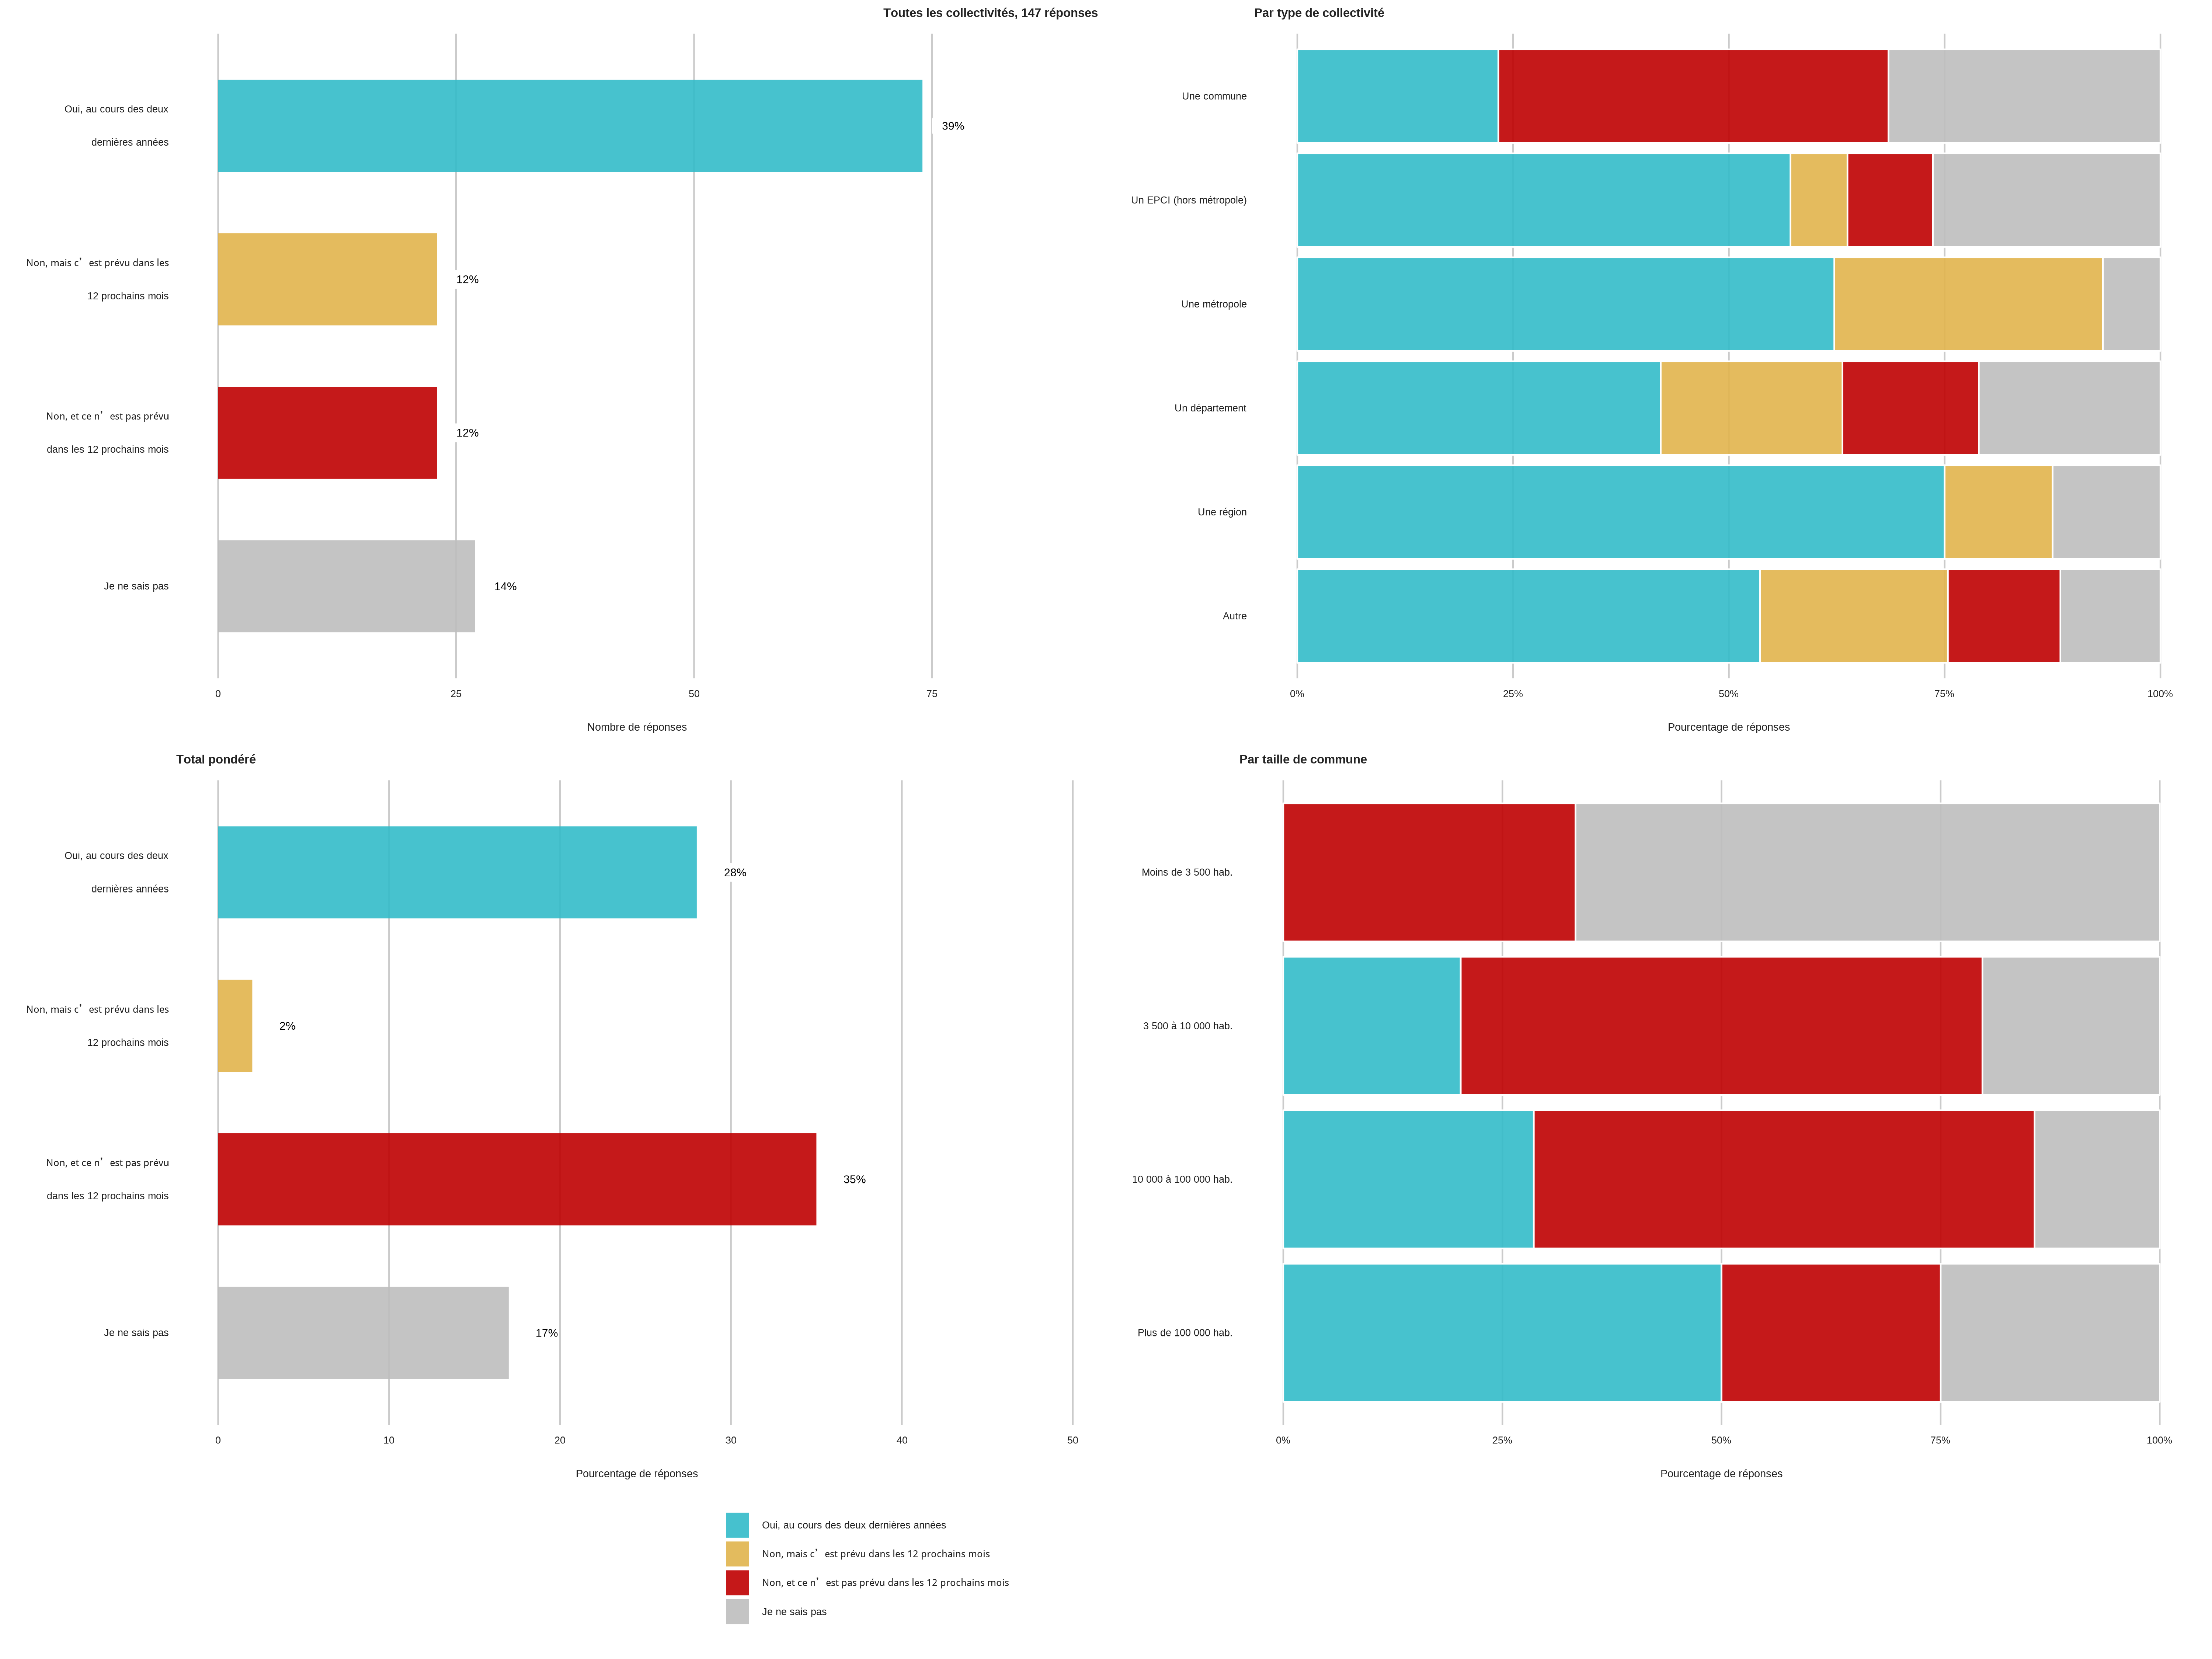 Toutes les collectivités, 147 réponses
Oui, au cours des deux
dernières années
39%
Non, mais c’est prévu dans les
12 prochains mois
12%
Non, et ce n’est pas prévu
dans les 12 prochains mois
12%
Je ne sais pas
14%
0 25 50 75
Nombre de réponses
Par type de collectivité
Une commune
Un EPCI (hors métropole)
Une métropole
Un département
Une région
Autre
0% 25% 50% 75% 100%
Pourcentage de réponses
Total pondéré
Oui, au cours des deux
dernières années
28%
Non, mais c’est prévu dans les
12 prochains mois
2%
Non, et ce n’est pas prévu
dans les 12 prochains mois
35%
Je ne sais pas
17%
0 10 20 30 40 50
Pourcentage de réponses
Par taille de commune
Moins de 3 500 hab.
3 500 à 10 000 hab.
10 000 à 100 000 hab.
Plus de 100 000 hab.
0% 25% 50% 75% 100%
Pourcentage de réponses
Oui, au cours des deux dernières années
Non, mais c’est prévu dans les 12 prochains mois
Non, et ce n’est pas prévu dans les 12 prochains mois
Je ne sais pas